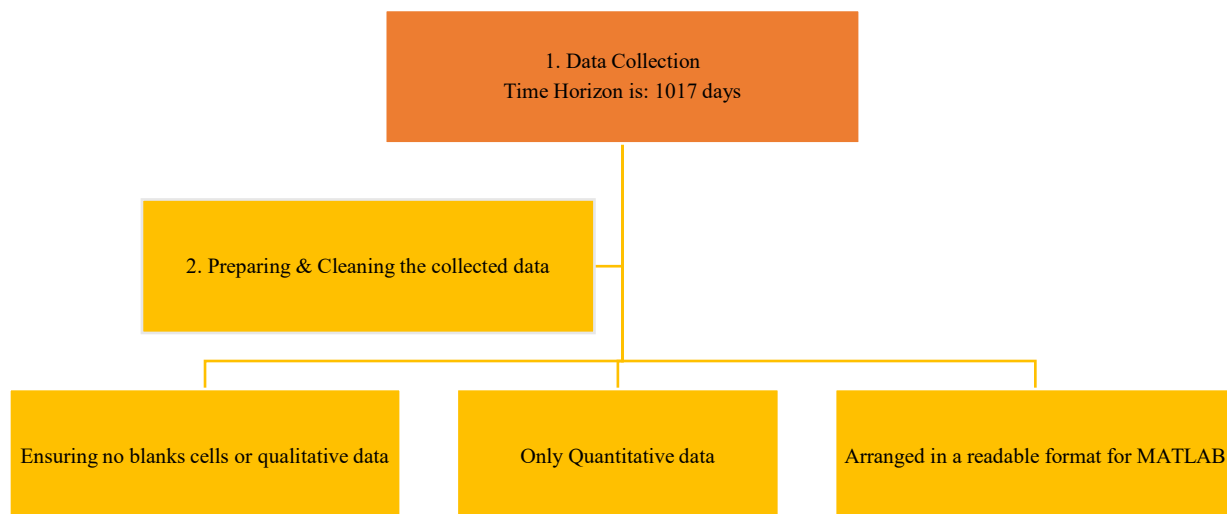 1. Data Collection
Time Horizon is: 1017 days
2. Preparing & Cleaning the collected data
Ensuring no blanks cells or qualitative data
Only Quantitative data
Arranged in a readable format for MATLAB